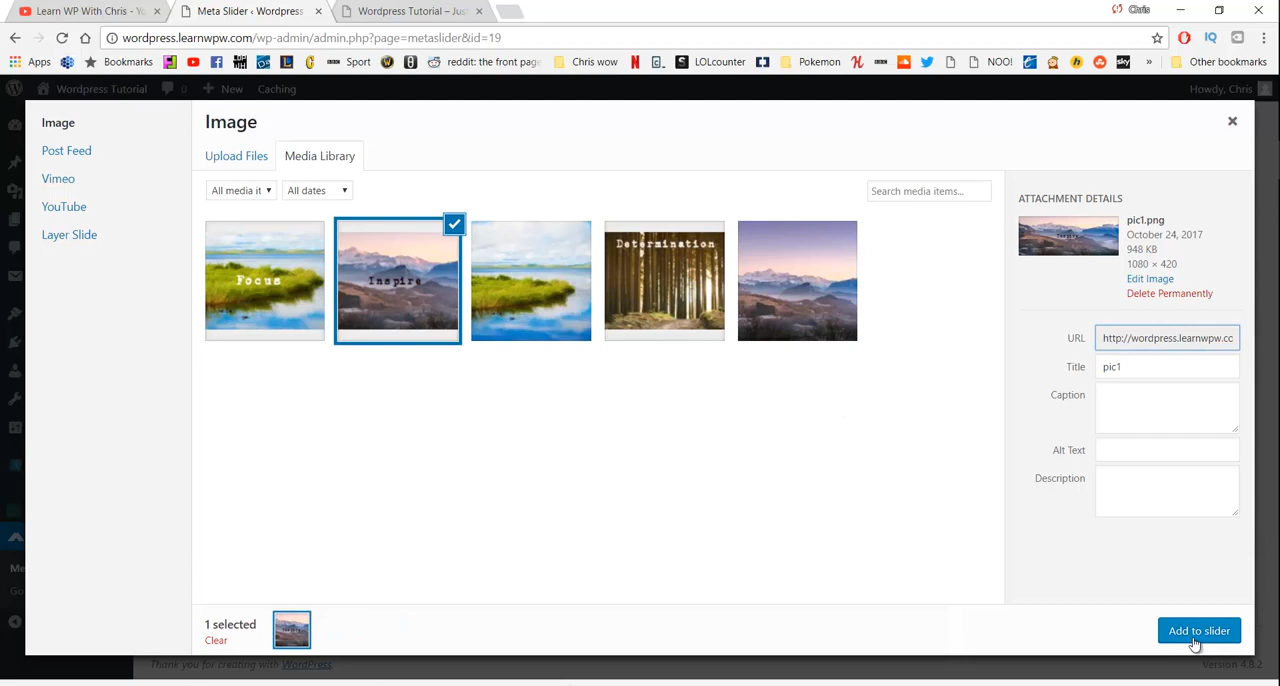 Learn WP With Chris - Yo
Meta Slider ‹ Wordpress
Wordpress Tutorial – Jus
Chris
wordpress.learnwpw.com/wp-admin/admin.php?page=metaslider&id=19
Apps
Bookmarks
Sport
reddit: the front page
Chris wow
LOLcounter
Pokemon
NOO!
sky
»
Other bookmarks
Wordpress Tutorial
0
+ New
Caching
Howdy, Chris
Image
Post Feed
Vimeo
YouTube
Layer Slide
Image
Upload Files
Media Library
All media it
All dates
Search media items...
Focus
Inspire
Determination
ATTACHMENT DETAILS
pic1.png
October 24, 2017
948 KB
1080 × 420
Edit Image
Delete Permanently
URL
http://wordpress.learnwpw.cc
Title
pic1
Caption
Alt Text
Description
1 selected
Clear
Add to slider
Me
Go
Thank you for creating with WordPress.
Version 4.8.2